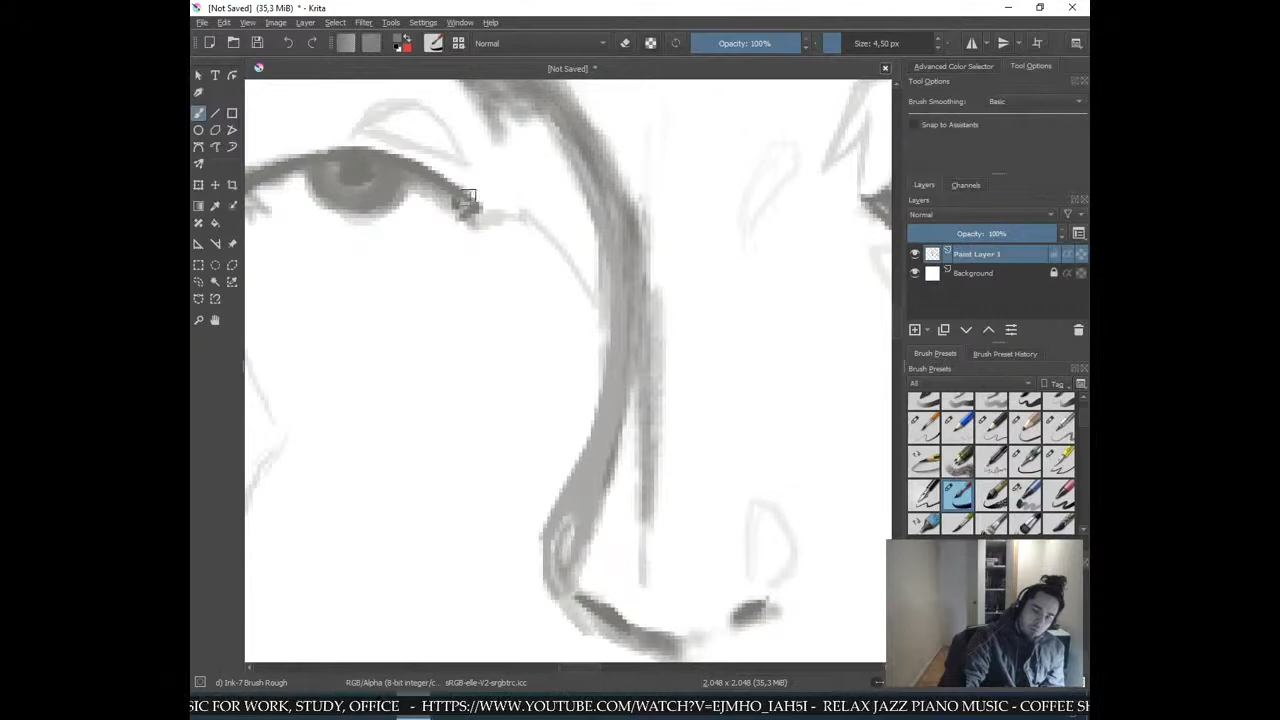 [Not Saved] (35,3 MiB) * - Krita
File Edit View Image Layer Select Filter Tools Settings Window Help
Normal Opacity: 100% Size: 4,50 px
[Not Saved] *
Advanced Color Selector Tool Options
Tool Options
Brush Smoothing: Basic
Snap to Assistants
Layers Channels
Layers
Normal
Opacity: 100%
Paint Layer 1
Background
Brush Presets Brush Preset History
Brush Presets
All Tag
d) Ink-7 Brush Rough RGB/Alpha (8-bit integer/c... sRGB-elle-V2-srgbtrc.icc 2.048 x 2.048 (35,3 MiB)
SIC FOR WORK, STUDY, OFFICE - HTTPS://WWW.YOUTUBE.COM/WATCH?V=EJMHO_IAH5I - RELAX JAZZ PIANO MUSIC - COFFEE SH